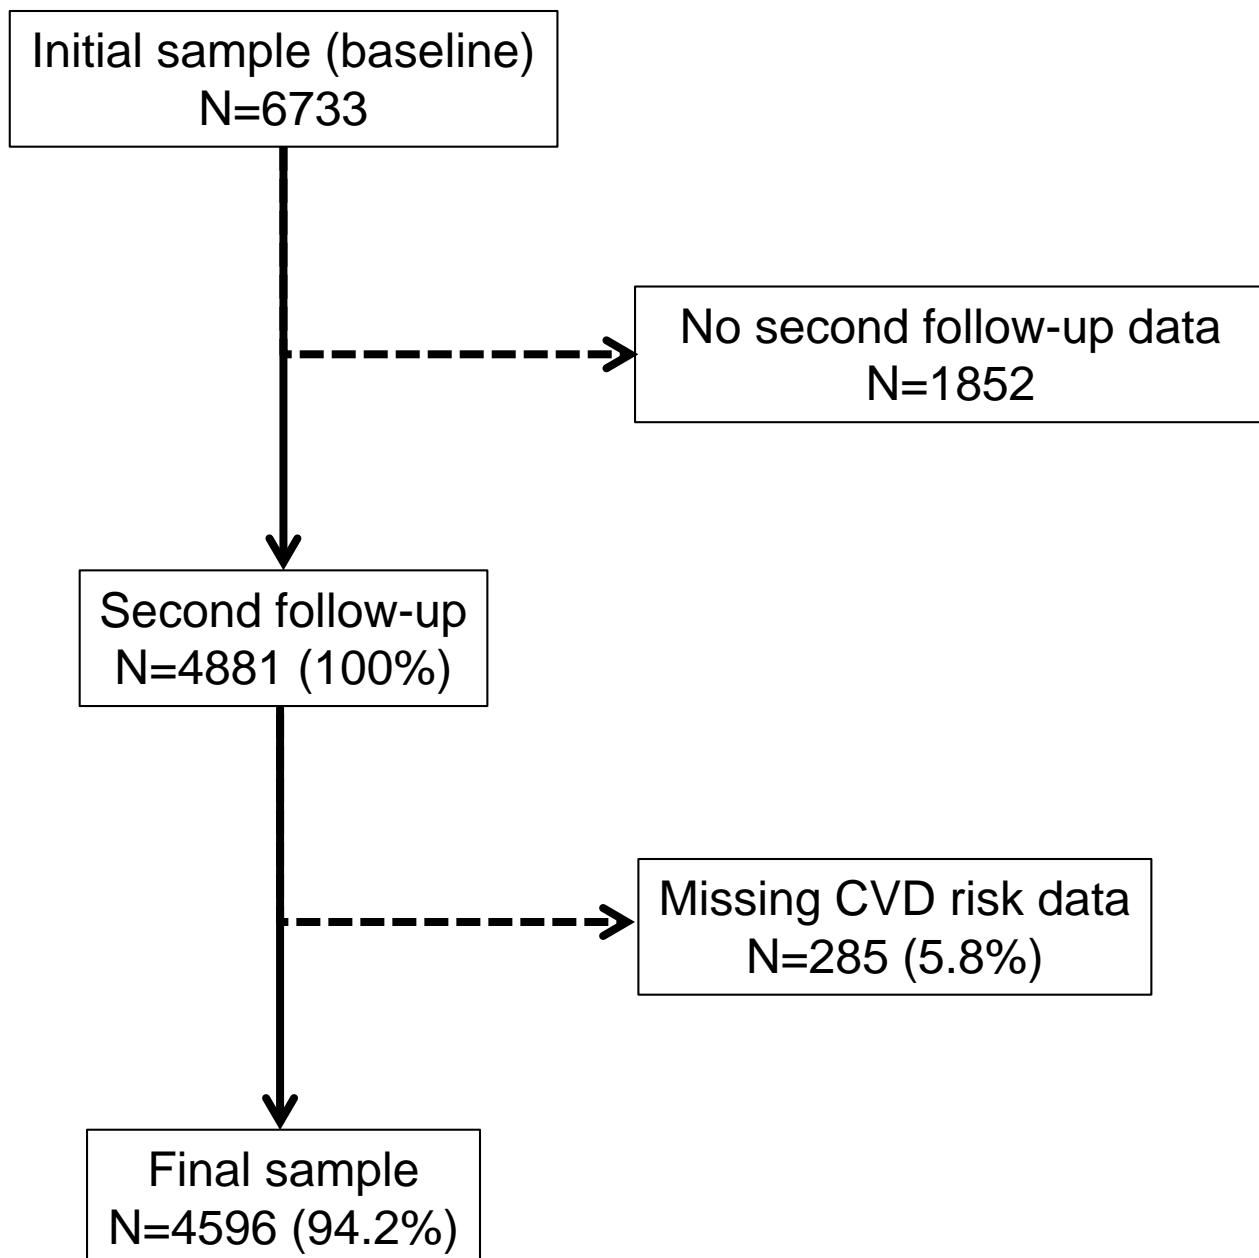 Initial sample (baseline)
N=6733
No second follow-up data
N=1852
Second follow-up
N=4881 (100%)
Missing CVD risk data
N=285 (5.8%)
Final sample
N=4596 (94.2%)